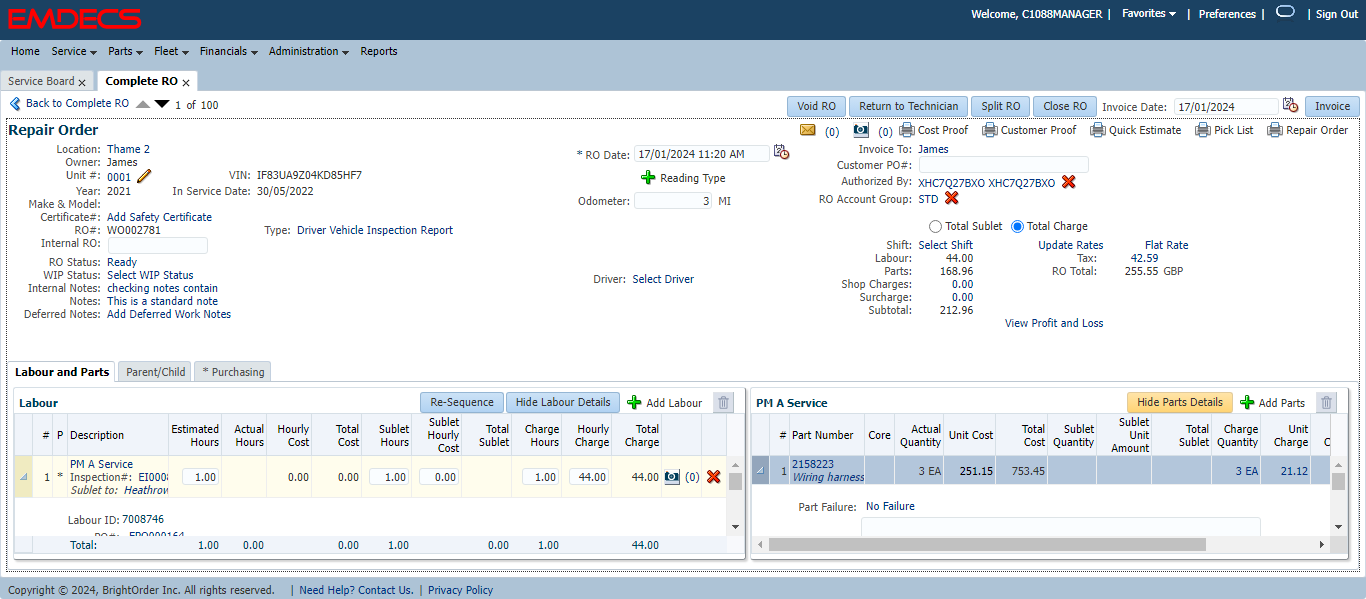 EMDECS
Welcome, C1088MANAGER | Favorites | Preferences | | Sign Out
Home Service Parts Fleet Financials Administration Reports
Service Board x Complete RO x
Back to Complete RO 1 of 100 Void RO Return to Technician Split RO Close RO Invoice Date: 17/01/2024 Invoice
Repair Order (0) (0) Cost Proof Customer Proof Quick Estimate Pick List Repair Order
Location: Thame 2 * RO Date: 17/01/2024 11:20 AM Invoice To: James
Owner: James Customer PO#:
Unit #: 0001 VIN: IF83UA9Z04KD85HF7 Reading Type Authorized By: XHC7Q27BXO XHC7Q27BXO
Year: 2021 In Service Date: 30/05/2022 Odometer: 3 MI RO Account Group: STD
Make & Model:
Certificate#: Add Safety Certificate
RO#: WO002781 Type: Driver Vehicle Inspection Report Total Sublet Total Charge
Internal RO: Shift: Select Shift Update Rates Flat Rate
RO Status: Ready Labour: 44.00 Tax: 42.59
WIP Status: Select WIP Status Driver: Select Driver Parts: 168.96 RO Total: 255.55 GBP
Internal Notes: checking notes contain Shop Charges: 0.00
Notes: This is a standard note Surcharge: 0.00
Deferred Notes: Add Deferred Work Notes Subtotal: 212.96
View Profit and Loss
Labour and Parts Parent/Child * Purchasing
Labour Re-Sequence Hide Labour Details Add Labour
# P Description Estimated Hours Actual Hours Hourly Cost Total Cost Sublet Hours Sublet Hourly Cost Total Sublet Charge Hours Hourly Charge Total Charge
1 * PM A Service 1.00 0.00 0.00 1.00 0.00 1.00 44.00 44.00 (0)
Inspection#: EI000
Sublet to: Heathrow
Labour ID: 7008746
Total: 1.00 0.00 0.00 1.00 0.00 1.00 44.00
PM A Service Hide Parts Details Add Parts
# Part Number Core Actual Quantity Unit Cost Total Cost Sublet Quantity Sublet Unit Amount Total Sublet Charge Quantity Unit Charge C
1 2158223 3 EA 251.15 753.45 3 EA 21.12
Wiring harness
Part Failure: No Failure
Copyright © 2024, BrightOrder Inc. All rights reserved. | Need Help? Contact Us. | Privacy Policy